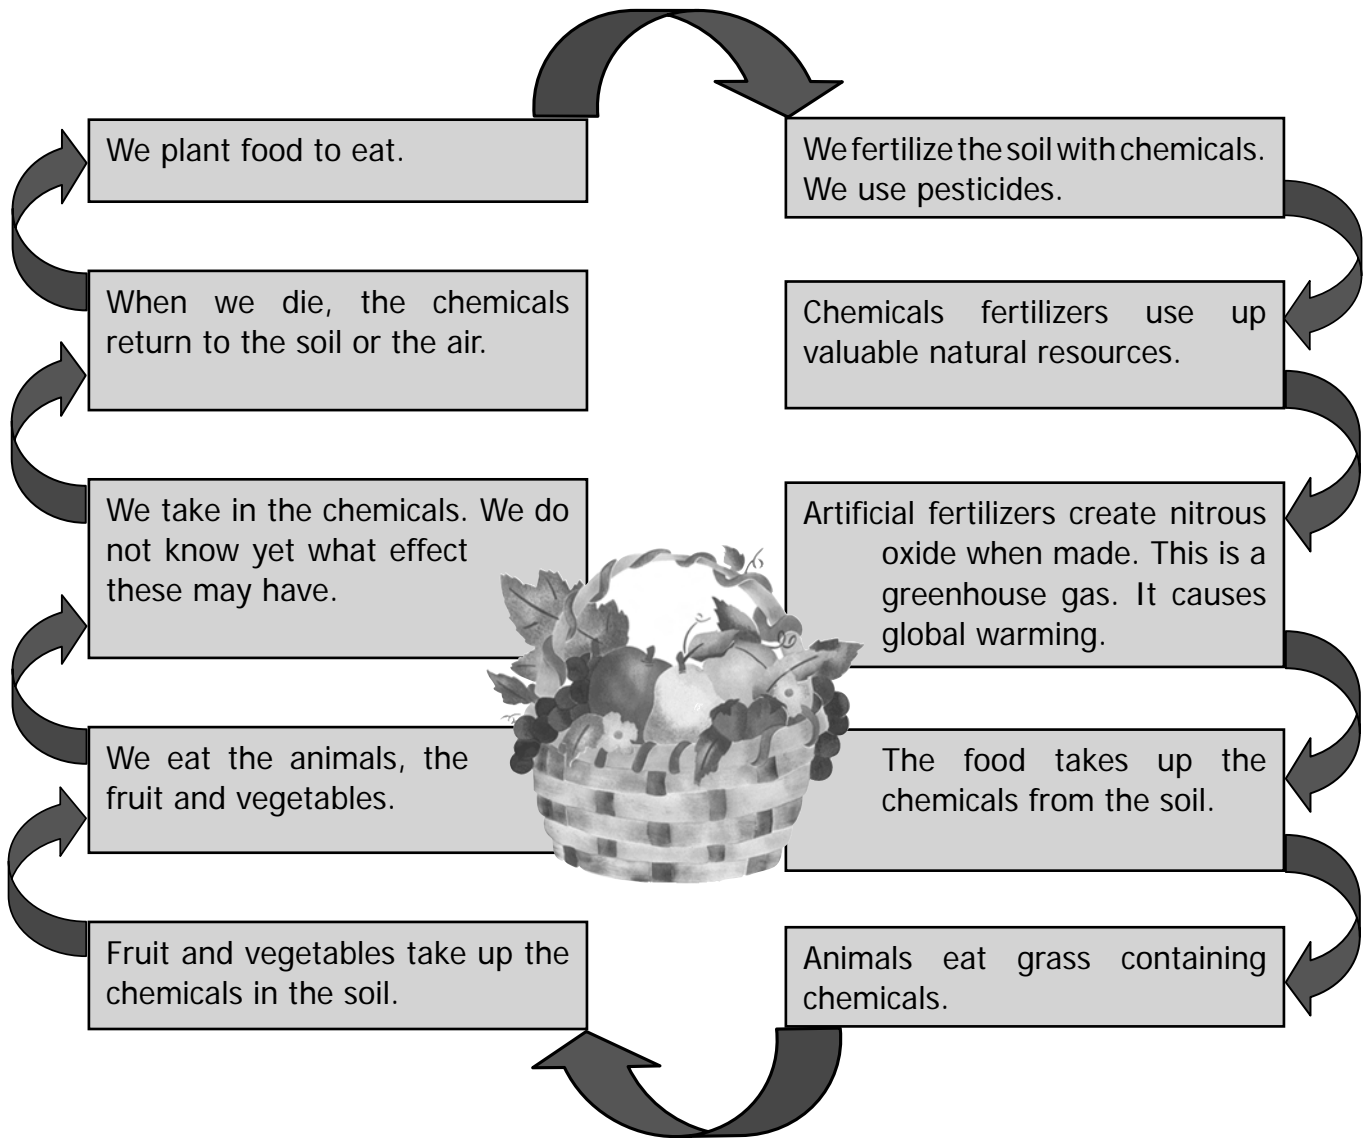 We plant food to eat.
We fertilize the soil with chemicals.
We use pesticides.
Chemicals fertilizers use up
valuable natural resources.
Artificial fertilizers create nitrous
oxide when made. This is a
greenhouse gas. It causes
global warming.
The food takes up the
chemicals from the soil.
Animals eat grass containing
chemicals.
Fruit and vegetables take up the
chemicals in the soil.
We eat the animals, the
fruit and vegetables.
We take in the chemicals. We do
not know yet what effect
these may have.
When we die, the chemicals
return to the soil or the air.